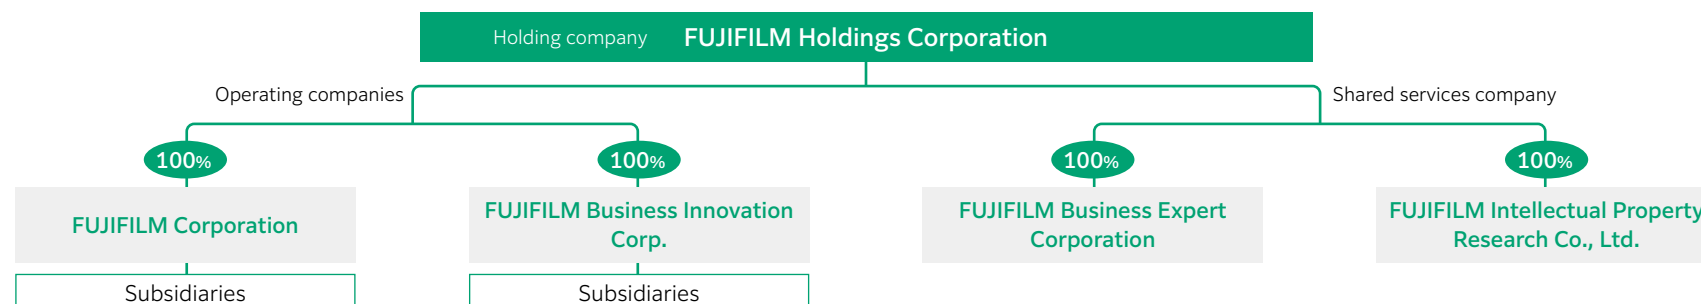 Holding company FUJIFILM Holdings Corporation
Operating companies
Shared services company
100%
100%
100%
100%
FUJIFILM Corporation
FUJIFILM Business Innovation
Corp.
FUJIFILM Business Expert
Corporation
FUJIFILM Intellectual Property
Research Co., Ltd.
Subsidiaries
Subsidiaries